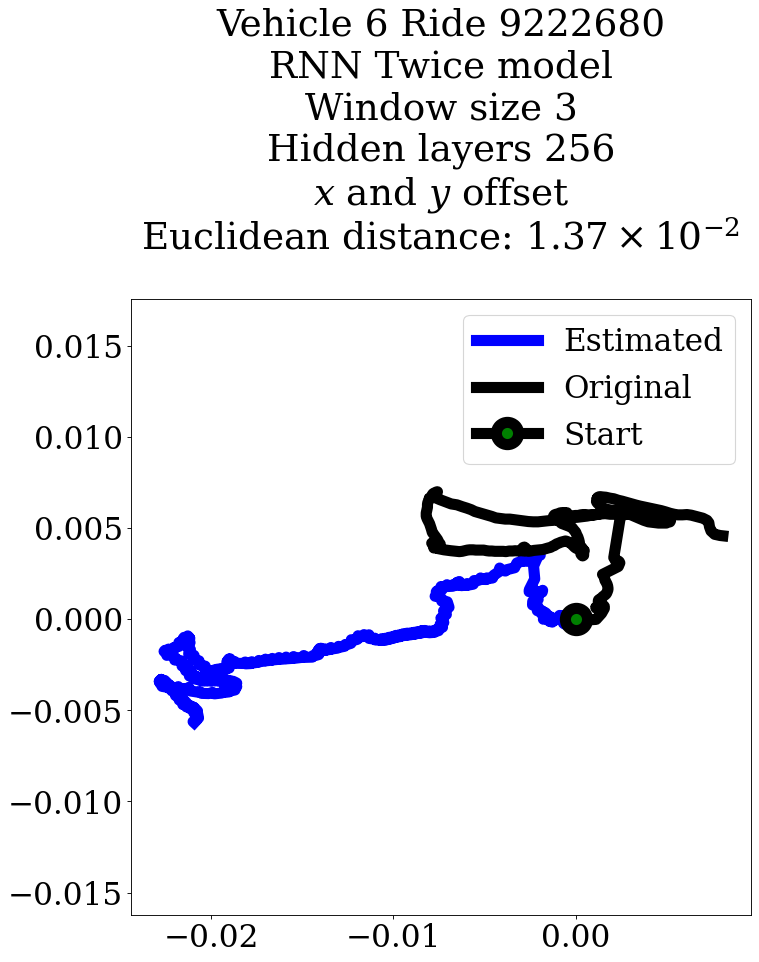 Vehicle 6 Ride 9222680
RNN Twice model
Window size 3
Hidden layers 256
x and y offset
Euclidean distance: 1.37 × 10⁻²
Estimated
Original
Start
0.015
0.010
0.005
0.000
−0.005
−0.010
−0.015
−0.02 −0.01 0.00